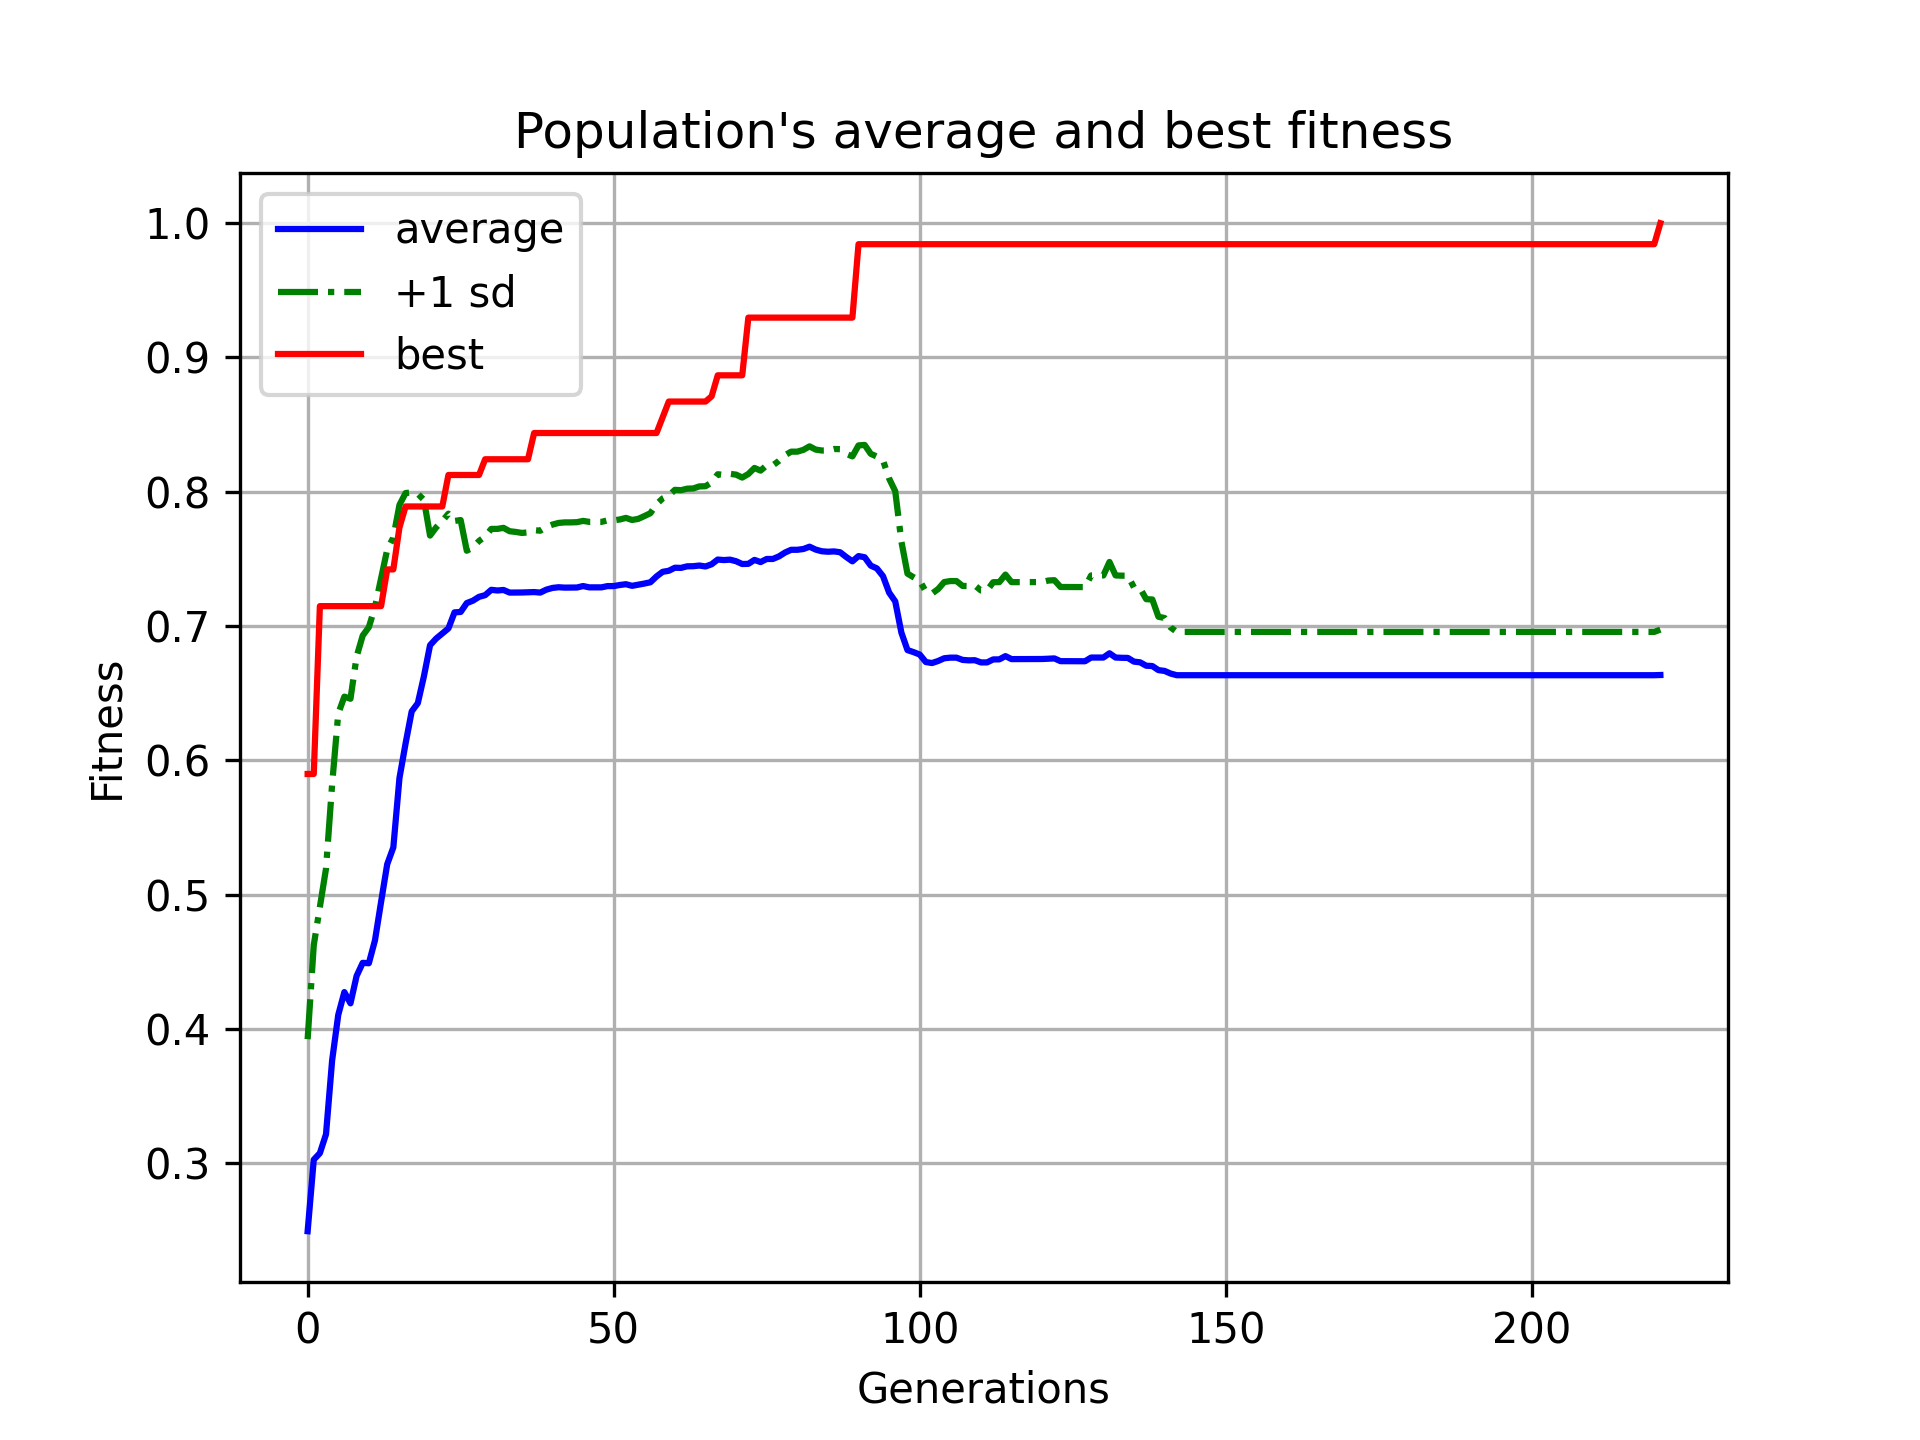 Population's average and best fitness
average
+1 sd
best
1.0
0.9
0.8
0.7
0.6
0.5
0.4
0.3
Fitness
0 50 100 150 200
Generations